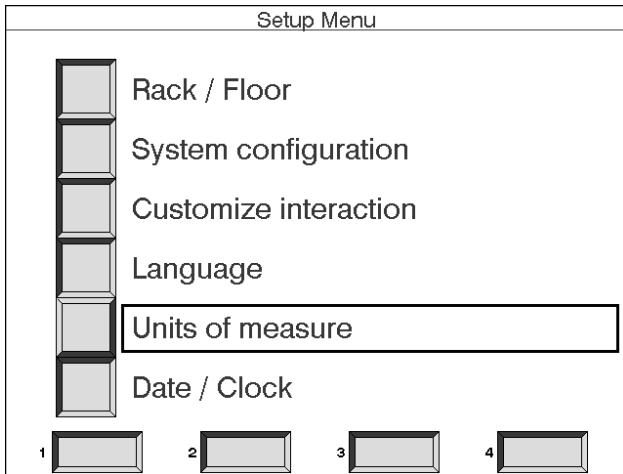 Setup Menu
Rack / Floor
System configuration
Customize interaction
Language
Units of measure
Date / Clock
1 2 3 4